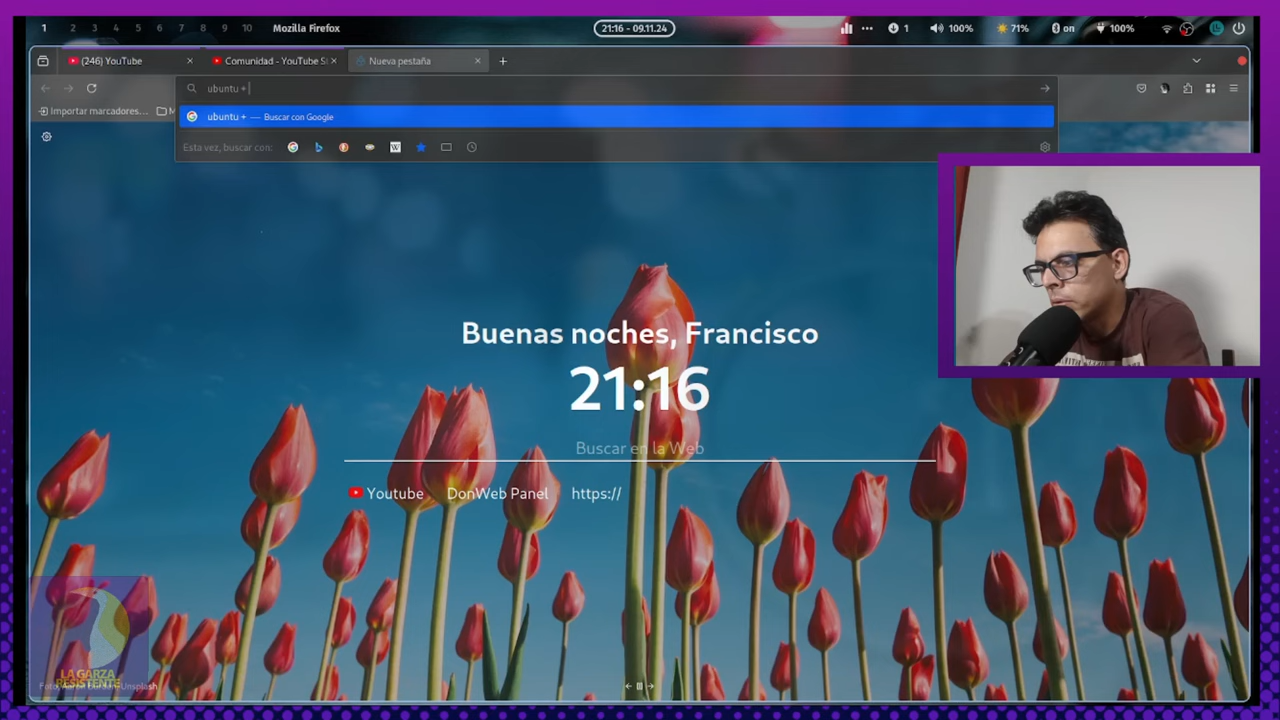 1 2 3 4 5 6 7 8 9 10 Mozilla Firefox 21:16 - 09.11.24 1 100% 71% on 100%
(246) YouTube Comunidad - YouTube S Nueva pestaña
ubuntu +
Importar marcadores... M
ubuntu + — Buscar con Google
Esta vez, buscar con:
Buenas noches, Francisco
21:16
Buscar en la Web
Youtube DonWeb Panel https://
LA GARZA
RESISTENTE